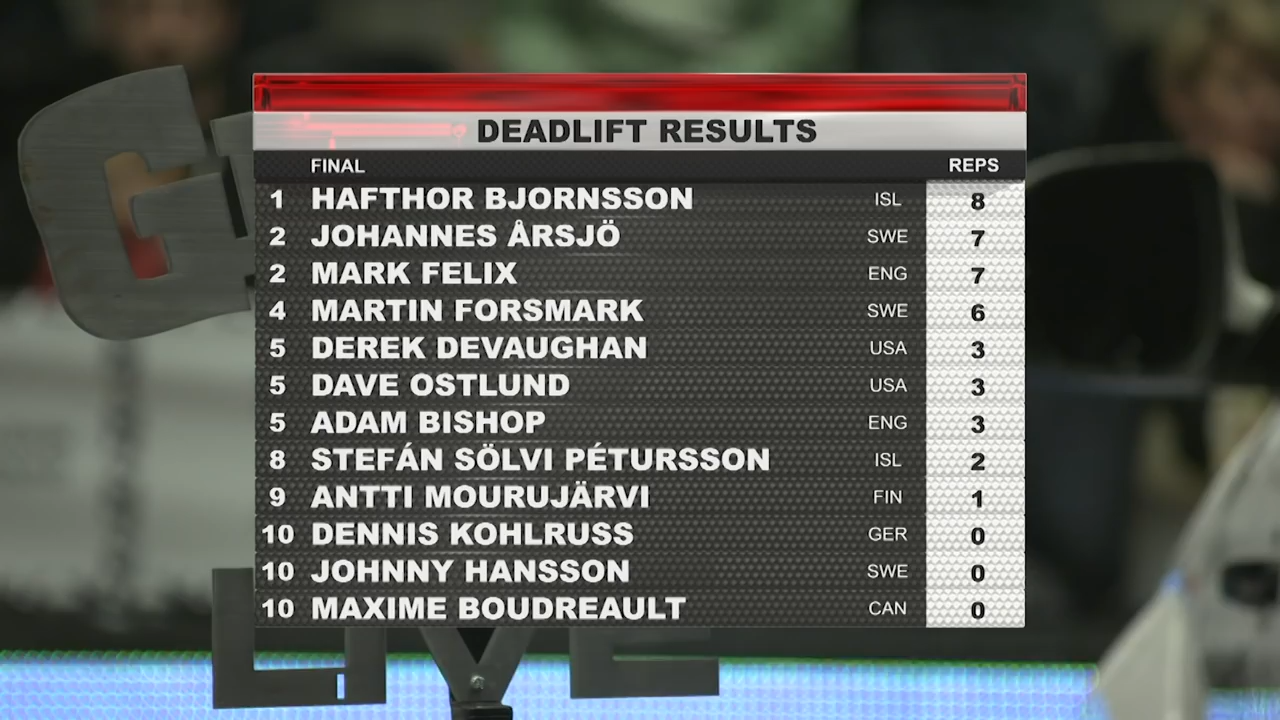 DEADLIFT RESULTS
FINAL REPS
1 HAFTHOR BJORNSSON ISL 8
2 JOHANNES ÅRSJÖ SWE 7
2 MARK FELIX ENG 7
4 MARTIN FORSMARK SWE 6
5 DEREK DEVAUGHAN USA 3
5 DAVE OSTLUND USA 3
5 ADAM BISHOP ENG 3
8 STEFÁN SÖLVI PÉTURSSON ISL 2
9 ANTTI MOURUJÄRVI FIN 1
10 DENNIS KOHLRUSS GER 0
10 JOHNNY HANSSON SWE 0
10 MAXIME BOUDREAULT CAN 0
LIVE